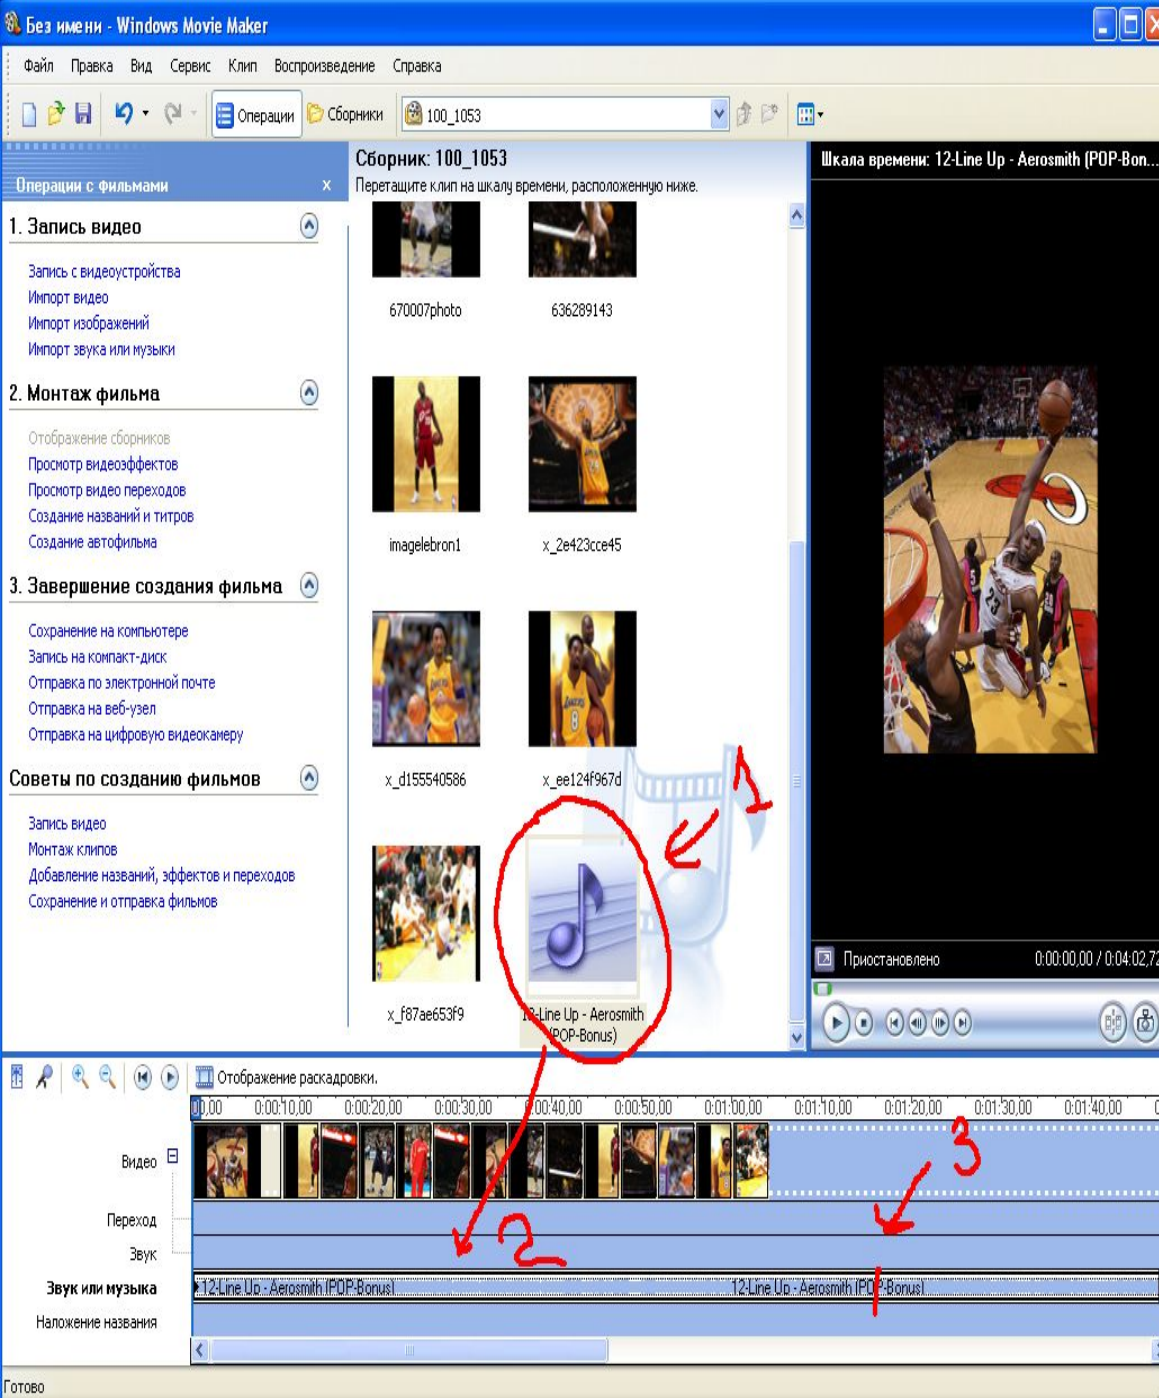 Без имени - Windows Movie Maker
Файл Правка Вид Сервис Клип Воспроизведение Справка
Операции Сборники 100_1053
Операции с фильмами x
1. Запись видео
Запись с видеоустройства
Импорт видео
Импорт изображений
Импорт звука или музыки
2. Монтаж фильма
Отображение сборников
Просмотр видеоэффектов
Просмотр видео переходов
Создание названий и титров
Создание автофильма
3. Завершение создания фильма
Сохранение на компьютере
Запись на компакт-диск
Отправка по электронной почте
Отправка на веб-узел
Отправка на цифровую видеокамеру
Советы по созданию фильмов
Запись видео
Монтаж клипов
Добавление названий, эффектов и переходов
Сохранение и отправка фильмов
Сборник: 100_1053
Перетащите клип на шкалу времени, расположенную ниже.
670007photo 636289143
imagelebron1 x_2e423cce45
x_d155540586 x_ee124f967d
1
x_f87ae653f9 12-Line Up - Aerosmith
(POP-Bonus)
Шкала времени: 12-Line Up - Aerosmith (POP-Bon...
23
Приостановлено 0:00:00,00 / 0:04:02,72
Отображение раскадровки.
0:00:10,00 0:00:20,00 0:00:30,00 0:00:40,00 0:00:50,00 0:01:00,00 0:01:10,00 0:01:20,00 0:01:30,00 0:01:40,00
3
Видео
Переход
2
Звук
Звук или музыка 12-Line Up - Aerosmith (POP-Bonus) 12-Line Up - Aerosmith (POP-Bonus)
Наложение названия
Готово